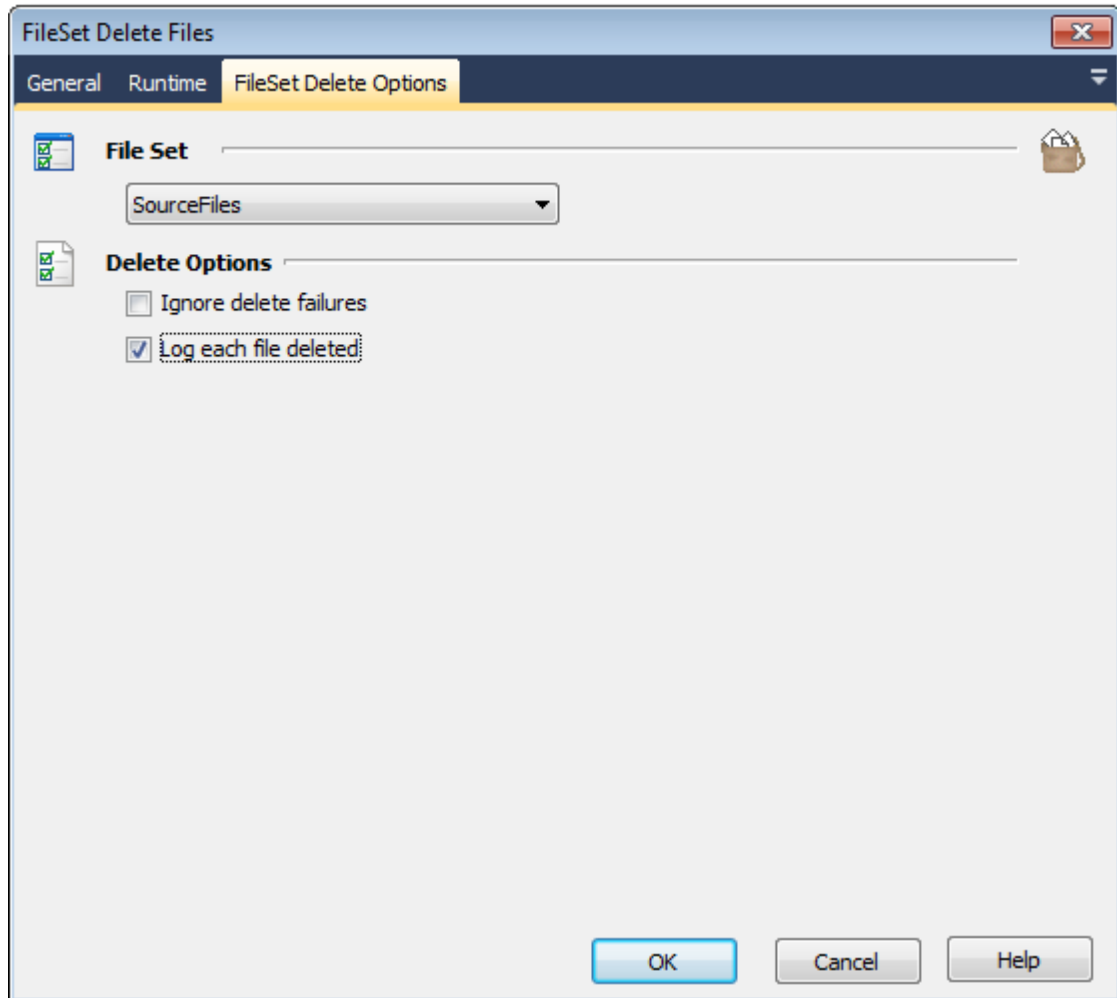 FileSet Delete Files
General Runtime FileSet Delete Options
File Set
SourceFiles
Delete Options
Ignore delete failures
Log each file deleted
OK Cancel Help